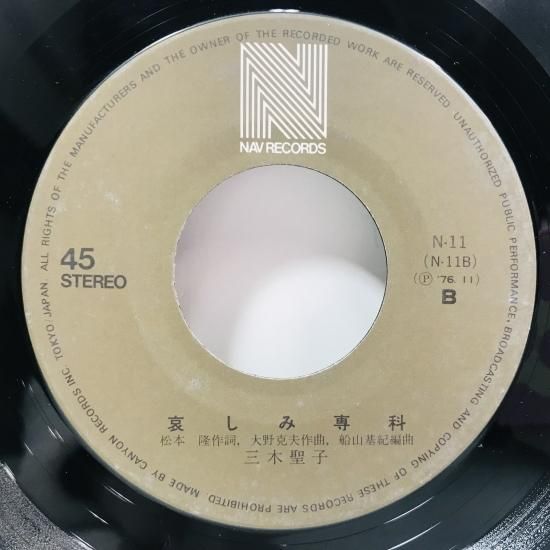 NAV RECORDS
45
STEREO
N-11
(N-11B)
(Ⓟ '76. 11)
B
哀しみ専科
松本 隆作詞, 大野克夫作曲, 船山基紀編曲
三木聖子
MADE BY CANYON RECORDS INC. TOKYO/JAPAN. ALL RIGHTS OF THE MANUFACTURERS AND THE OWNER OF THE RECORDED WORK ARE RESERVED. UNAUTHORIZED PUBLIC PERFORMANCE, BROADCASTING AND COPYING OF THESE RECORDS ARE PROHIBITED.